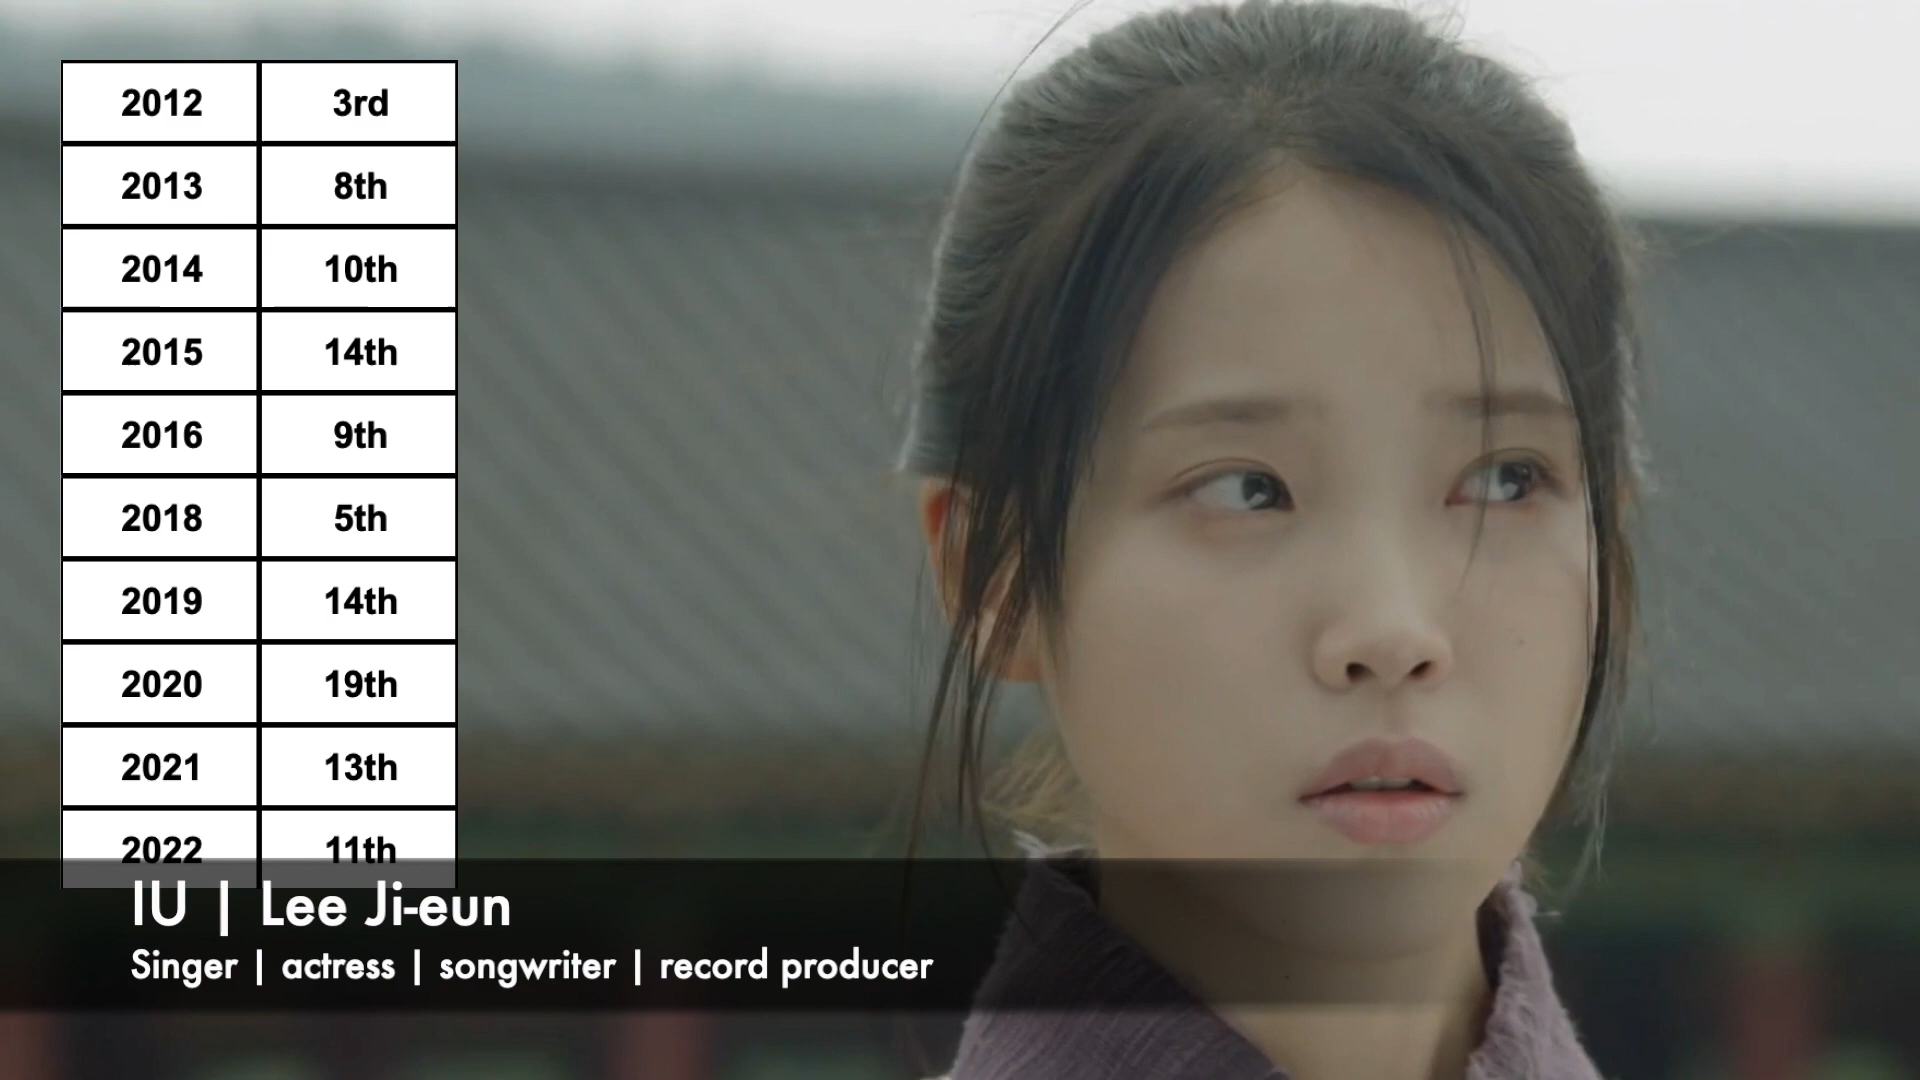 2012 3rd
2013 8th
2014 10th
2015 14th
2016 9th
2018 5th
2019 14th
2020 19th
2021 13th
2022 11th
IU | Lee Ji-eun
Singer | actress | songwriter | record producer